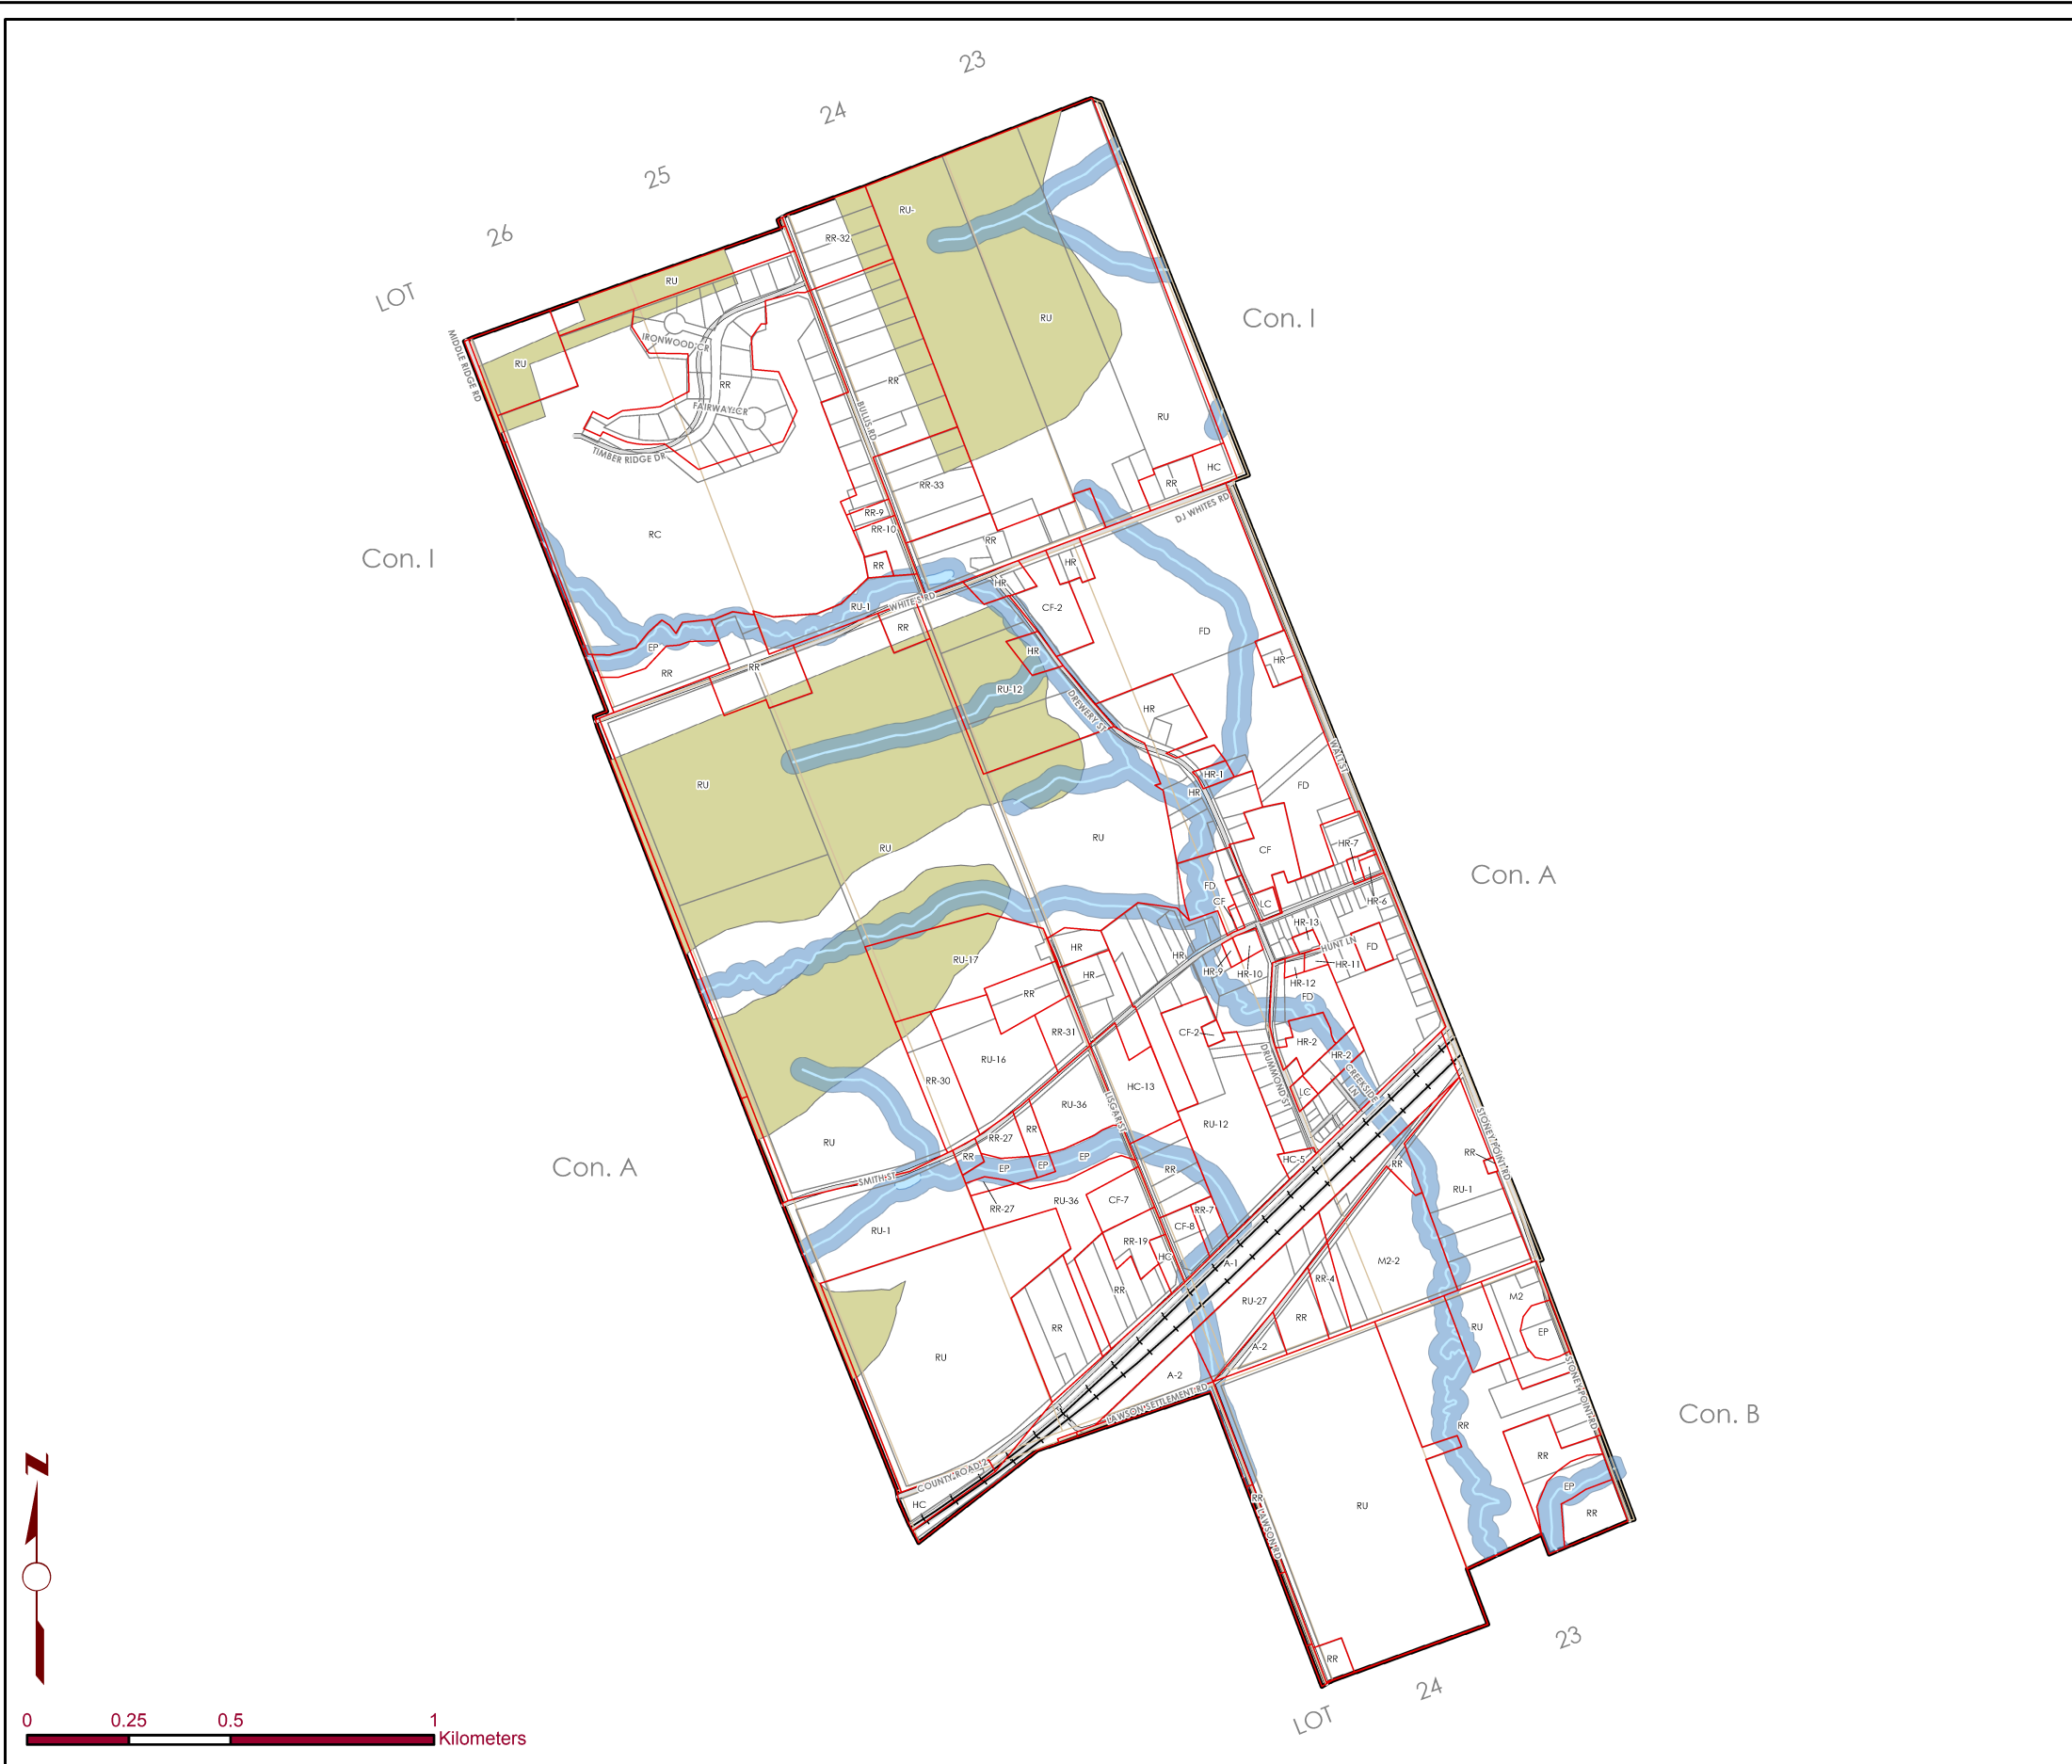 23
24
25
26
LOT
RU-
RR-32
RU
RU
MIDDLE RIDGE RD
IRONWOOD CR
RU
RR
RR
FAIRWAY CR
BULLIS RD
RU
TIMBER RIDGE DR
HC
RR
RR-33
DJ WHITES RD
RR-9
RR-10
RC
RR
RR
HR
HR
Con. I
Con. I
WHITE'S RD
RU-1
CF-2
RR
FD
EP
HR
HR
RR
RR
RU-12
DREWERY ST
HR
WALT ST
HR-1
RU
HR
FD
RU
RU
CF
HR-7
Con. A
FD
CF
LC
HR-6
HR-13
HUNT LN
FD
HR
HR
RU-17
HR-9
HR-10
HR-11
HR
HR-12
RR
FD
CF-2
RR-31
HR-2
HR-2
RU-16
DRUMMOND ST
CREEKSIDE LN
RR-30
HC-13
LC
RU-36
LISGAR ST
RU-12
RR-27
RR
RU
STONEY POINT RD
RR
RR
EP
EP
EP
HC-5
RR
RR
Con. A
SMITH ST
RR
RU-1
RR-27
RU-36
CF-7
RR-7
CF-8
RU-1
RR-19
HC
A-1
M2-2
RR-4
RR
RU-27
M2
RR
RR
RU
EP
A-2
RU
A-2
STONEY POINT RD
LAWSON SETTLEMENT RD
Con. B
RR
RR
COUNTY ROAD 2
EP
HC
RR
LAWSON RD
RU
RR
RR
23
24
LOT
N
0 0.25 0.5 1
Kilometers